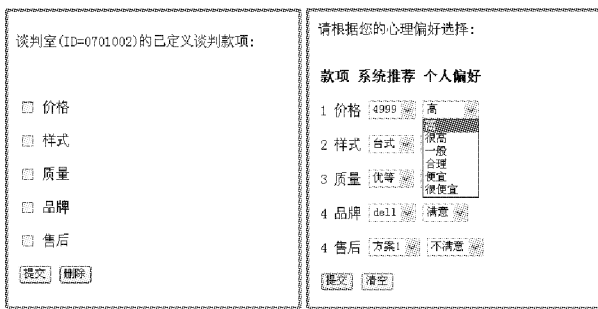 谈判室(ID=0701002)的已定义谈判款项:
价格
样式
质量
品牌
售后
提交 删除
请根据您的心理偏好选择:
款项 系统推荐 个人偏好
1 价格 4999 高
高
很高
一般
合理
便宜
很便宜
2 样式 台式
3 质量 优等
4 品牌 dell 满意
4 售后 方案1 不满意
提交 清空